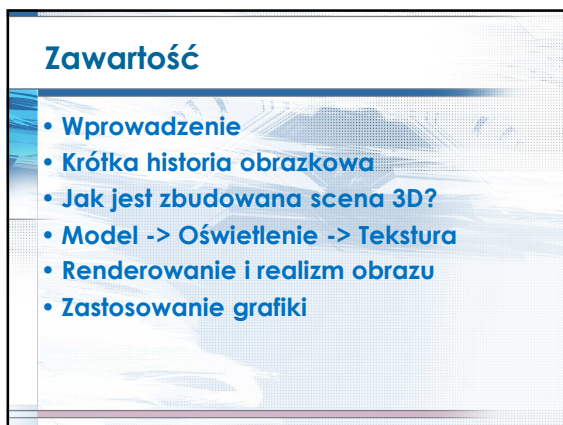 Zawartość
• Wprowadzenie
• Krótka historia obrazkowa
• Jak jest zbudowana scena 3D?
• Model -> Oświetlenie -> Tekstura
• Renderowanie i realizm obrazu
• Zastosowanie grafiki